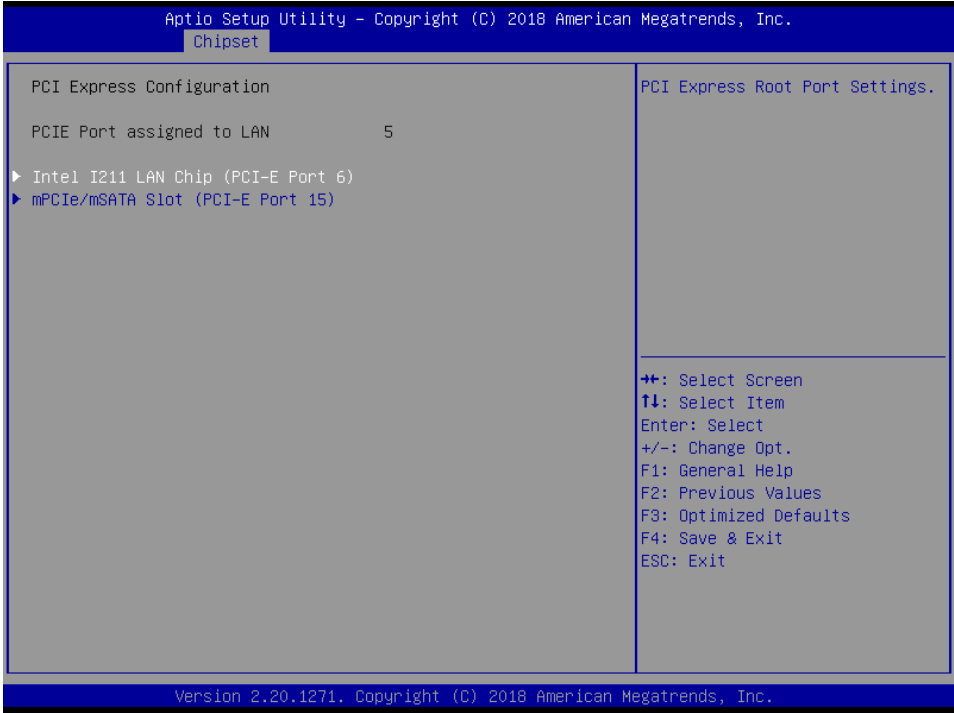 Aptio Setup Utility – Copyright (C) 2018 American Megatrends, Inc.
Chipset
PCI Express Configuration
PCIE Port assigned to LAN 5
Intel I211 LAN Chip (PCI-E Port 6)
mPCIe/mSATA Slot (PCI-E Port 15)
PCI Express Root Port Settings.
→←: Select Screen
↑↓: Select Item
Enter: Select
+/-: Change Opt.
F1: General Help
F2: Previous Values
F3: Optimized Defaults
F4: Save & Exit
ESC: Exit
Version 2.20.1271. Copyright (C) 2018 American Megatrends, Inc.